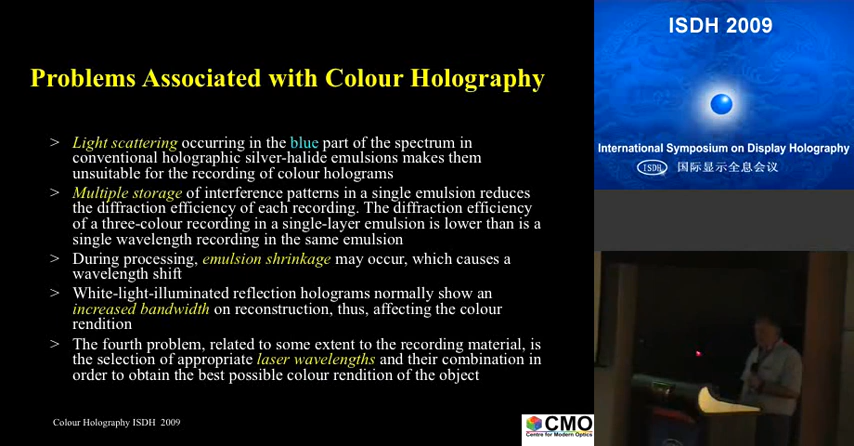 Problems Associated with Colour Holography
> Light scattering occurring in the blue part of the spectrum in
conventional holographic silver-halide emulsions makes them
unsuitable for the recording of colour holograms
> Multiple storage of interference patterns in a single emulsion reduces
the diffraction efficiency of each recording. The diffraction efficiency
of a three-colour recording in a single-layer emulsion is lower than is a
single wavelength recording in the same emulsion
> During processing, emulsion shrinkage may occur, which causes a
wavelength shift
> White-light-illuminated reflection holograms normally show an
increased bandwidth on reconstruction, thus, affecting the colour
rendition
> The fourth problem, related to some extent to the recording material, is
the selection of appropriate laser wavelengths and their combination in
order to obtain the best possible colour rendition of the object
Colour Holography ISDH 2009
CMO
Centre for Modern Optics
ISDH 2009
International Symposium on Display Holography
ISDH 国际显示全息会议